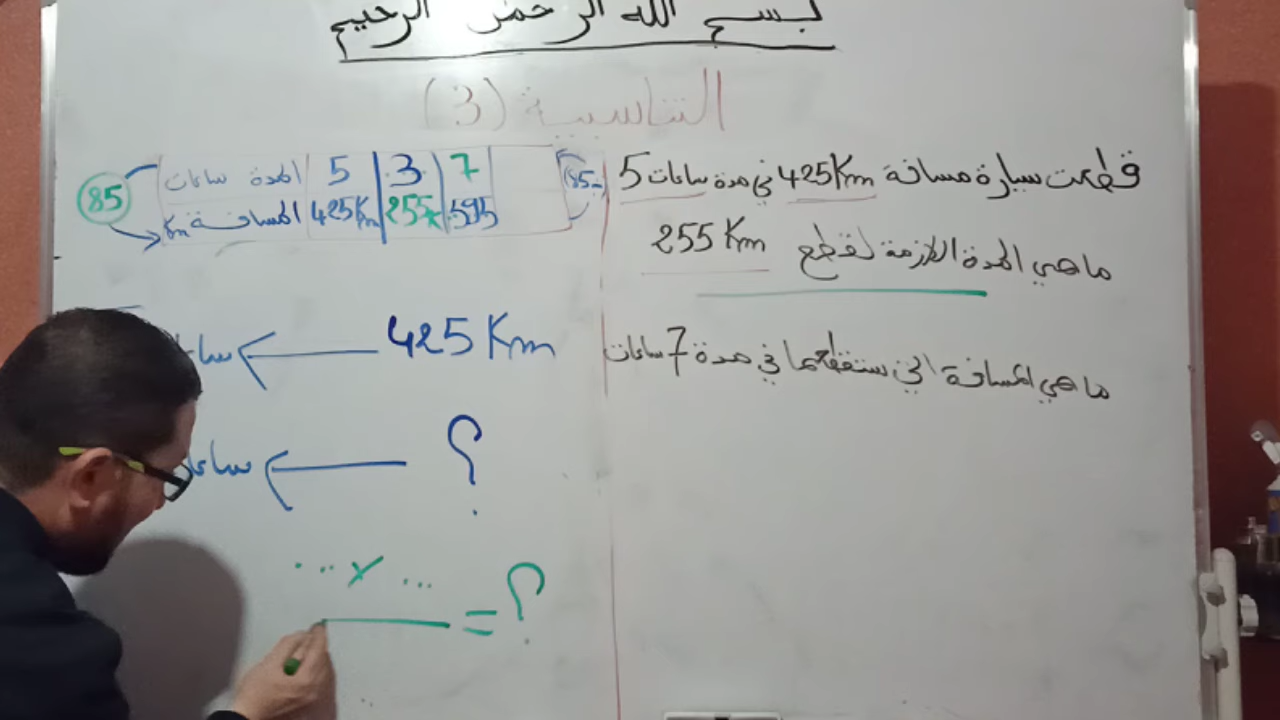 بسم الله الرحمن الرحيم
التناسبية (3)
قطعت سيارة مسافة 425Km في مدة ساعات 5
ماهي المدة اللازمة لقطع 255 Km
ماهي المسافة التي ستقطعها في مدة 7 ساعات
المدة ساعات 5 3 7
المسافة Km 425Km 255 595
85
425 Km ←
؟ ← ساعا
... × ... = ؟